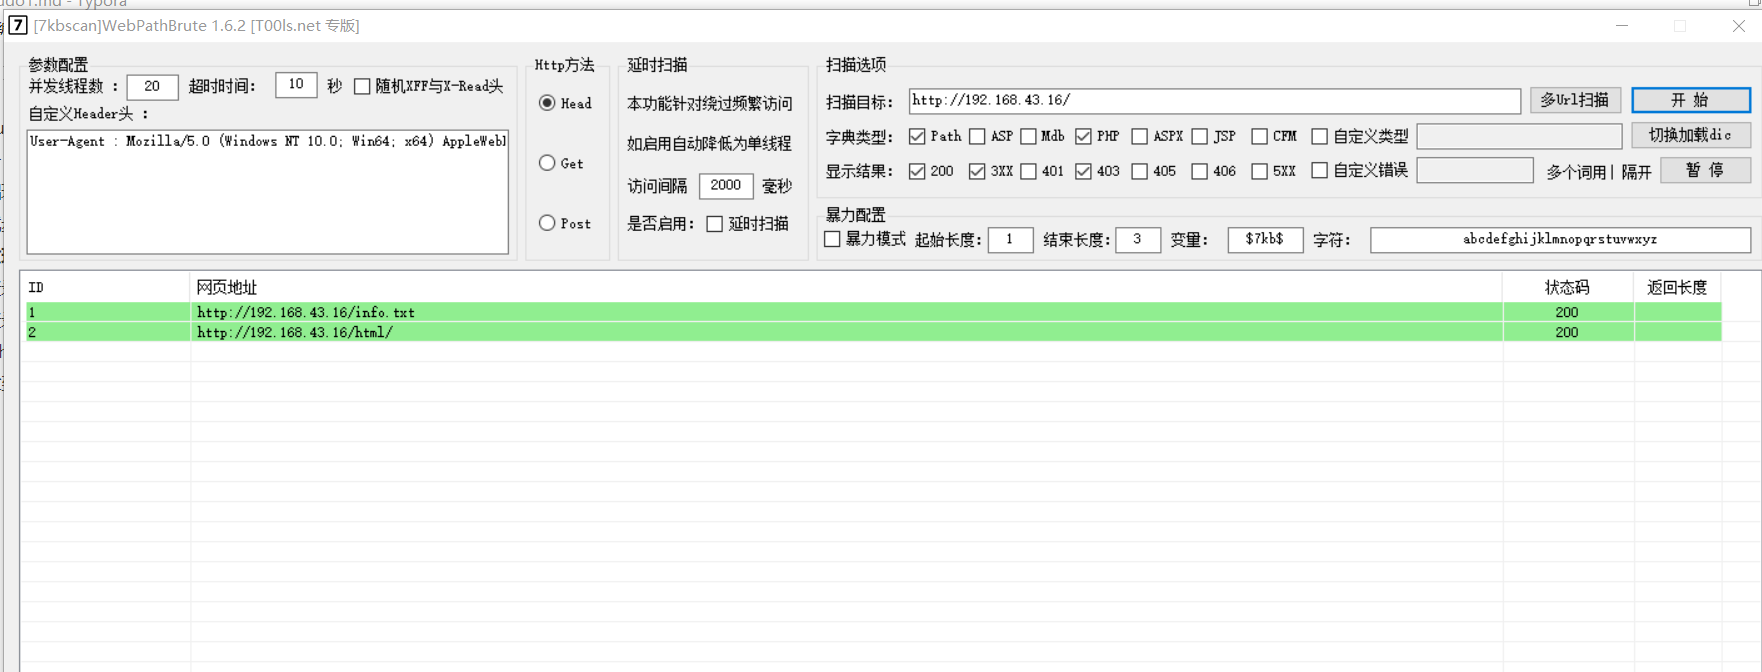 udo1.md - Typora
7 [7kbscan]WebPathBrute 1.6.2 [T00ls.net 专版]
参数配置
并发线程数 : 20 超时时间: 10 秒 随机XFF与X-Read头
自定义Header头 :
User-Agent : Mozilla/5.0 (Windows NT 10.0; Win64; x64) AppleWebl
Http方法
Head
Get
Post
延时扫描
本功能针对绕过频繁访问
如启用自动降低为单线程
访问间隔 2000 毫秒
是否启用: 延时扫描
扫描选项
扫描目标: http://192.168.43.16/ 多Url扫描 开 始
字典类型: Path ASP Mdb PHP ASPX JSP CFM 自定义类型 切换加载dic
显示结果: 200 3XX 401 403 405 406 5XX 自定义错误 多个词用| 隔开 暂 停
暴力配置
暴力模式 起始长度: 1 结束长度: 3 变量: $7kb$ 字符: abcdefghijklmnopqrstuvwxyz
ID 网页地址 状态码 返回长度
1 http://192.168.43.16/info.txt 200
2 http://192.168.43.16/html/ 200